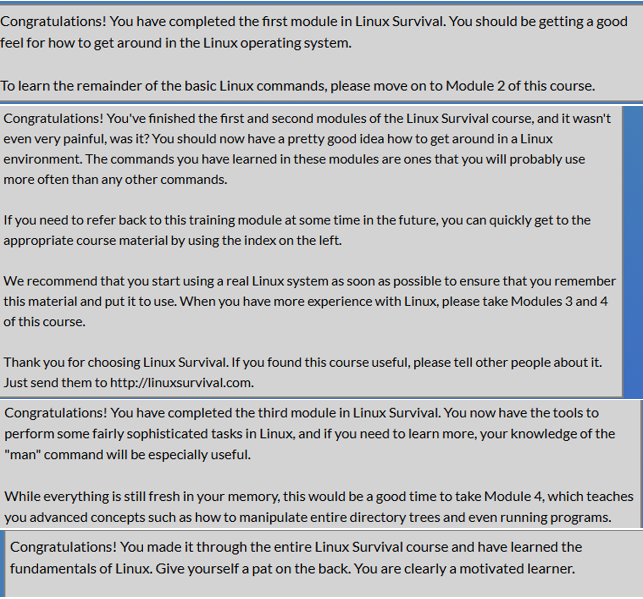 Congratulations! You have completed the first module in Linux Survival. You should be getting a good
feel for how to get around in the Linux operating system.
To learn the remainder of the basic Linux commands, please move on to Module 2 of this course.
Congratulations! You've finished the first and second modules of the Linux Survival course, and it wasn't
even very painful, was it? You should now have a pretty good idea how to get around in a Linux
environment. The commands you have learned in these modules are ones that you will probably use
more often than any other commands.
If you need to refer back to this training module at some time in the future, you can quickly get to the
appropriate course material by using the index on the left.
We recommend that you start using a real Linux system as soon as possible to ensure that you remember
this material and put it to use. When you have more experience with Linux, please take Modules 3 and 4
of this course.
Thank you for choosing Linux Survival. If you found this course useful, please tell other people about it.
Just send them to http://linuxsurvival.com.
Congratulations! You have completed the third module in Linux Survival. You now have the tools to
perform some fairly sophisticated tasks in Linux, and if you need to learn more, your knowledge of the
"man" command will be especially useful.
While everything is still fresh in your memory, this would be a good time to take Module 4, which teaches
you advanced concepts such as how to manipulate entire directory trees and even running programs.
Congratulations! You made it through the entire Linux Survival course and have learned the
fundamentals of Linux. Give yourself a pat on the back. You are clearly a motivated learner.